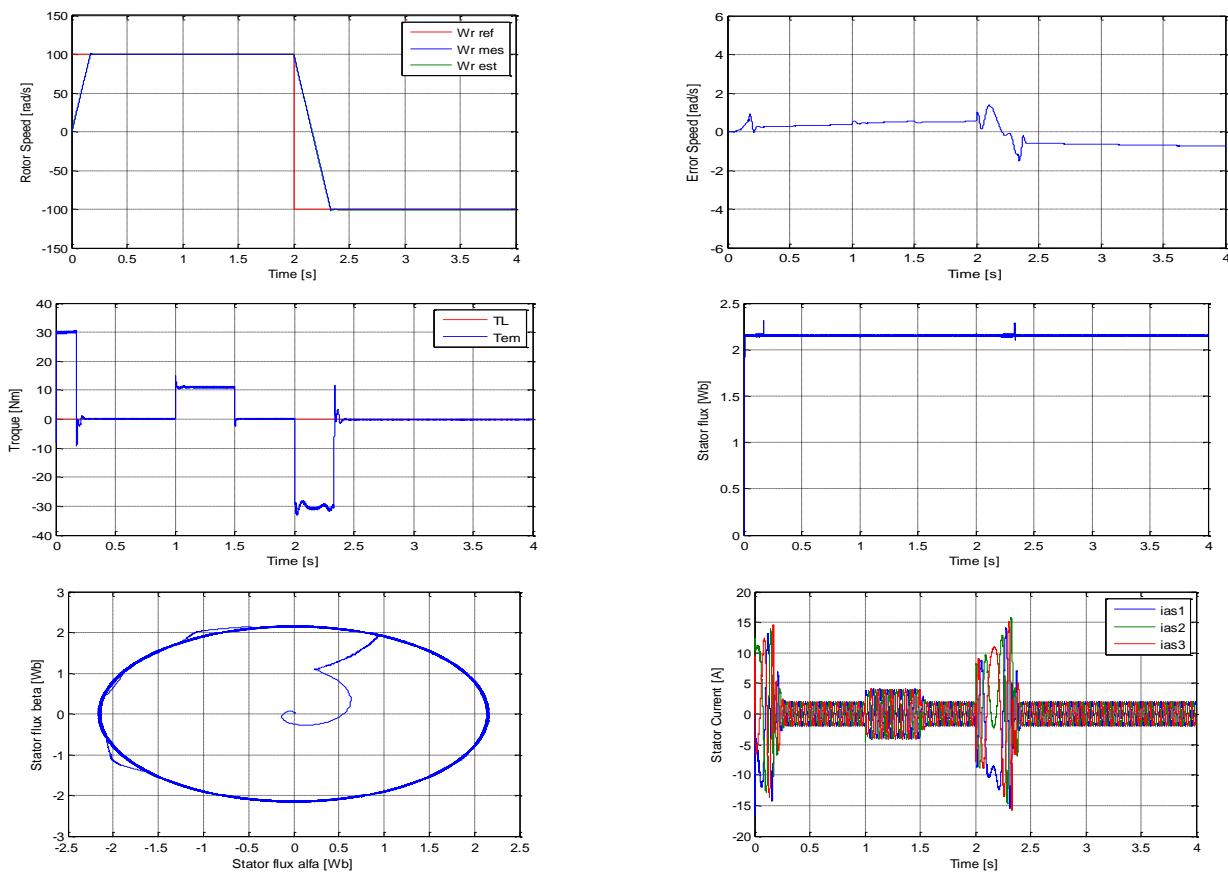 150
100
50
0
-50
-100
-150
Rotor Speed [rad/s]
Wr ref
Wr mes
Wr est
0 0.5 1 1.5 2 2.5 3 3.5 4
Time [s]
6
4
2
0
-2
-4
-6
Error Speed [rad/s]
0 0.5 1 1.5 2 2.5 3 3.5 4
Time [s]
40
30
20
10
0
-10
-20
-30
-40
Troque [Nm]
TL
Tem
0 0.5 1 1.5 2 2.5 3 3.5 4
Time [s]
2.5
2
1.5
1
0.5
0
Stator flux [Wb]
0 0.5 1 1.5 2 2.5 3 3.5 4
Time [s]
3
2
1
0
-1
-2
-3
Stator flux beta [Wb]
-2.5 -2 -1.5 -1 -0.5 0 0.5 1 1.5 2 2.5
Stator flux alfa [Wb]
20
15
10
5
0
-5
-10
-15
-20
Stator Current [A]
ias1
ias2
ias3
0 0.5 1 1.5 2 2.5 3 3.5 4
Time [s]